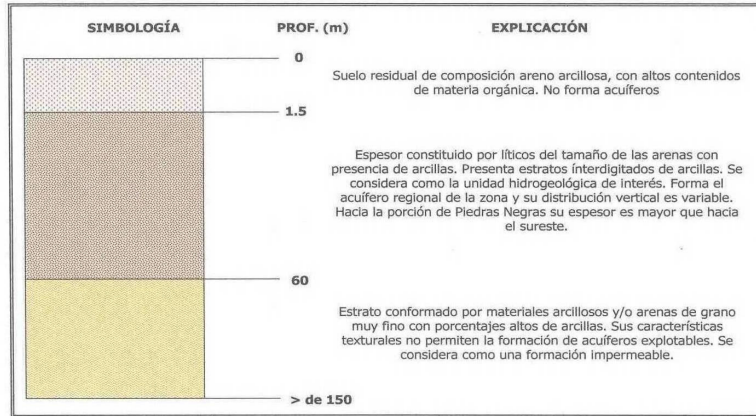 SIMBOLOGÍA PROF. (m) EXPLICACIÓN
0
Suelo residual de composición areno arcillosa, con altos contenidos
de materia orgánica. No forma acuíferos
1.5
Espesor constituido por líticos del tamaño de las arenas con
presencia de arcillas. Presenta estratos interdigitados de arcillas. Se
considera como la unidad hidrogeológica de interés. Forma el
acuífero regional de la zona y su distribución vertical es variable.
Hacia la porción de Piedras Negras su espesor es mayor que hacia
el sureste.
60
Estrato conformado por materiales arcillosos y/o arenas de grano
muy fino con porcentajes altos de arcillas. Sus características
texturales no permiten la formación de acuíferos explotables. Se
considera como una formación impermeable.
> de 150